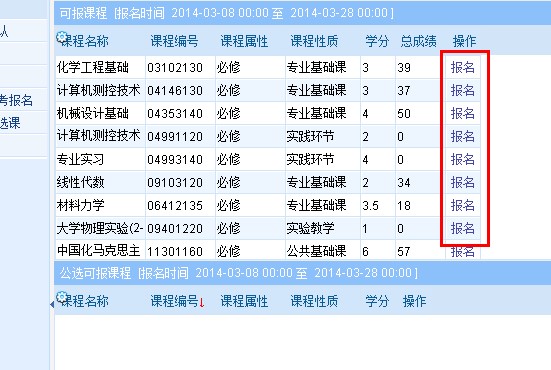 可报课程 [报名时间 2014-03-08 00:00 至 2014-03-28 00:00 ]
课程名称 课程编号 课程属性 课程性质 学分 总成绩 操作
认
化学工程基础 03102130 必修 专业基础课 3 39 报名
计算机测控技术 04146130 必修 专业基础课 3 37 报名
考报名
机械设计基础 04353140 必修 专业基础课 4 50 报名
选课
计算机测控技术 04991120 必修 实践环节 2 0 报名
专业实习 04993140 必修 实践环节 4 0 报名
线性代数 09103120 必修 专业基础课 2 34 报名
材料力学 06412135 必修 专业基础课 3.5 18 报名
大学物理实验(2- 09401220 必修 实验教学 1 0 报名
中国化马克思主 11301160 必修 公共基础课 6 57 报名
公选可报课程 [报名时间 2014-03-08 00:00 至 2014-03-28 00:00 ]
课程名称 课程编号↓ 课程属性 课程性质 学分 操作